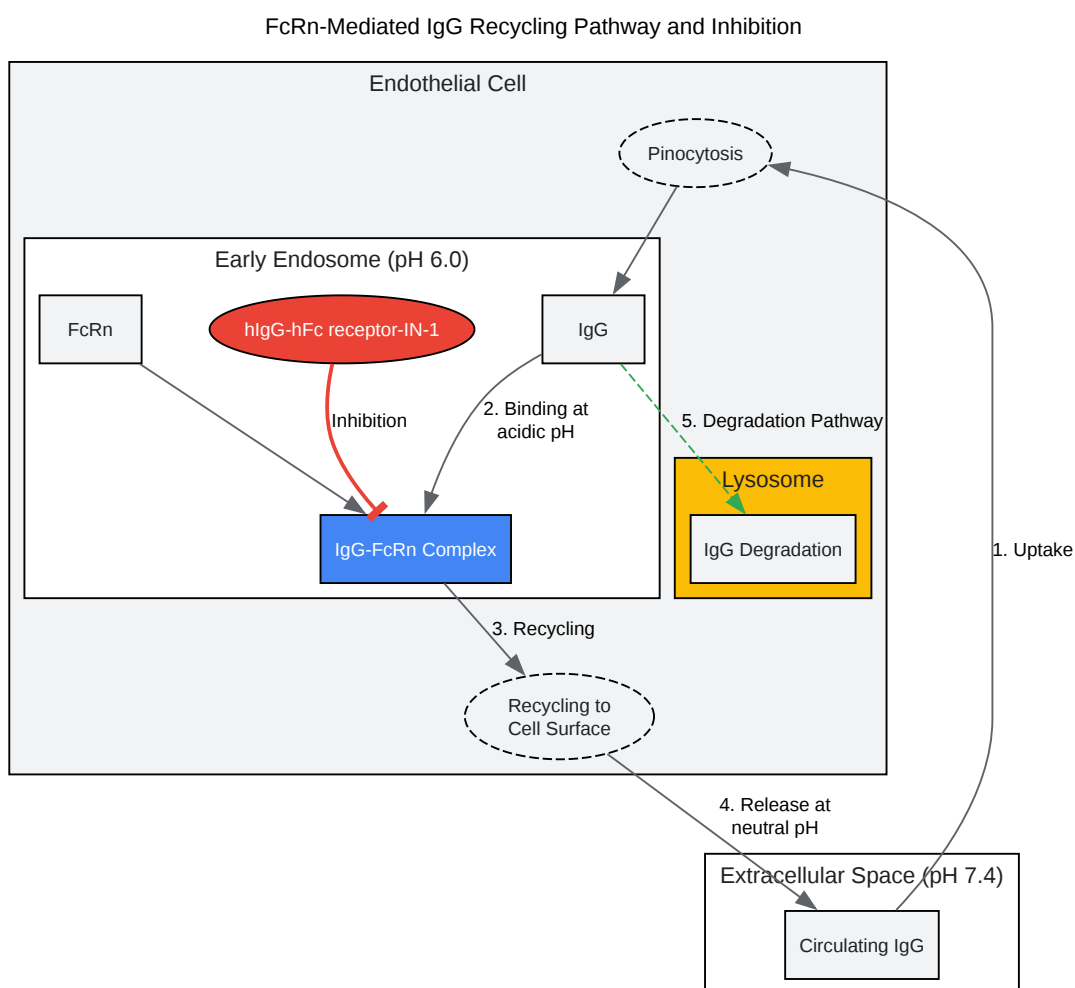 FcRn-Mediated IgG Recycling Pathway and Inhibition
Endothelial Cell
Pinocytosis
Early Endosome (pH 6.0)
FcRn
hIgG-hFc receptor-IN-1
IgG
Inhibition
2. Binding at
acidic pH
5. Degradation Pathway
Lysosome
IgG-FcRn Complex
IgG Degradation
1. Uptake
3. Recycling
Recycling to
Cell Surface
4. Release at
neutral pH
Extracellular Space (pH 7.4)
Circulating IgG